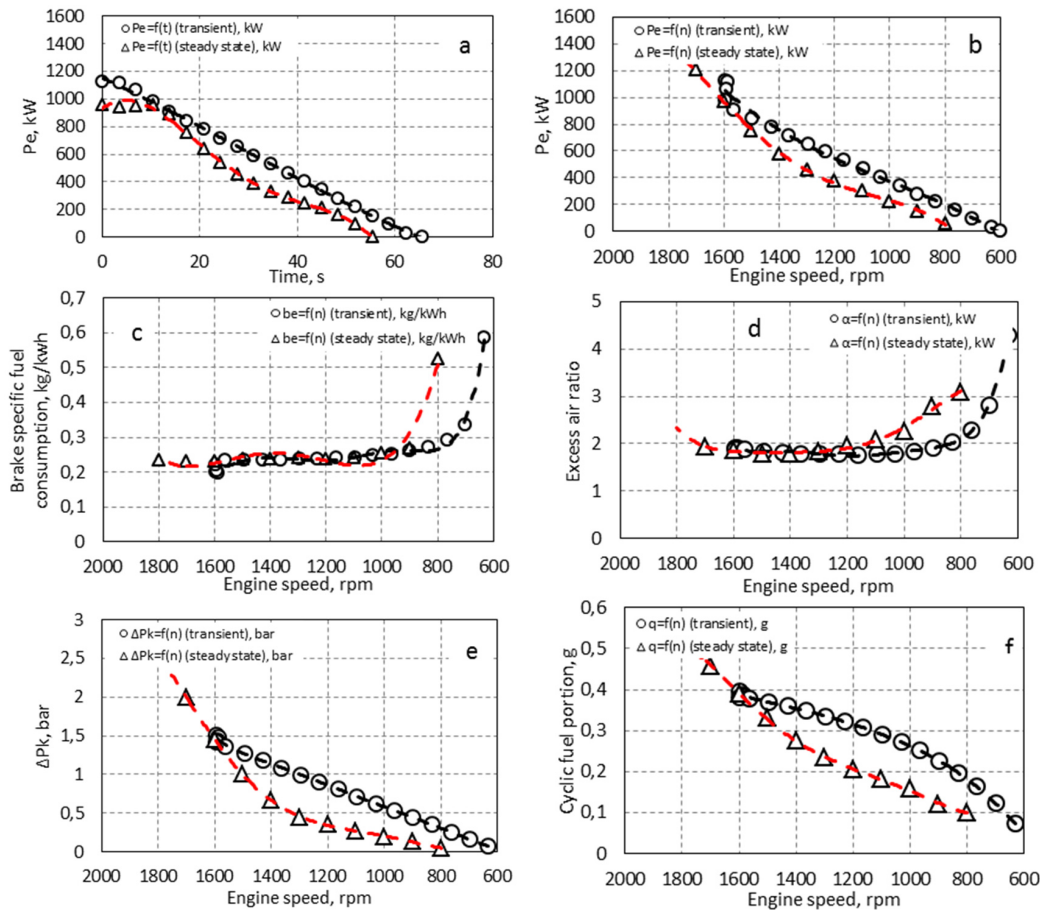 1600
1400
1200
1000
800
600
400
200
0
Pe, kW
Pe=f(t) (transient), kW
Pe=f(t) (steady state), kW
a
0
20
40
60
80
Time, s
1600
1400
1200
1000
800
600
400
200
0
Pe, kW
Pe=f(n) (transient), kW
Pe=f(n) (steady state), kW
b
2000 1800 1600 1400 1200 1000 800 600
Engine speed, rpm
0,7
0,6
0,5
0,4
0,3
0,2
0,1
0
Brake specific fuel
consumption, kg/kwh
c
be=f(n) (transient), kg/kWh
be=f(n) (steady state), kg/kWh
2000 1800 1600 1400 1200 1000 800 600
Engine speed, rpm
5
4
3
2
1
0
Excess air ratio
d
α=f(n) (transient), kW
α=f(n) (steady state), kW
2000 1800 1600 1400 1200 1000 800 600
Engine speed, rpm
3
2,5
2
1,5
1
0,5
0
ΔPk, bar
ΔPk=f(n) (transient), bar
ΔPk=f(n) (steady state), bar
e
2000 1800 1600 1400 1200 1000 800 600
Engine speed, rpm
0,6
0,5
0,4
0,3
0,2
0,1
0
Cyclic fuel portion, g
q=f(n) (transient), g
q=f(n) (steady state), g
f
2000 1800 1600 1400 1200 1000 800 600
Engine speed, rpm